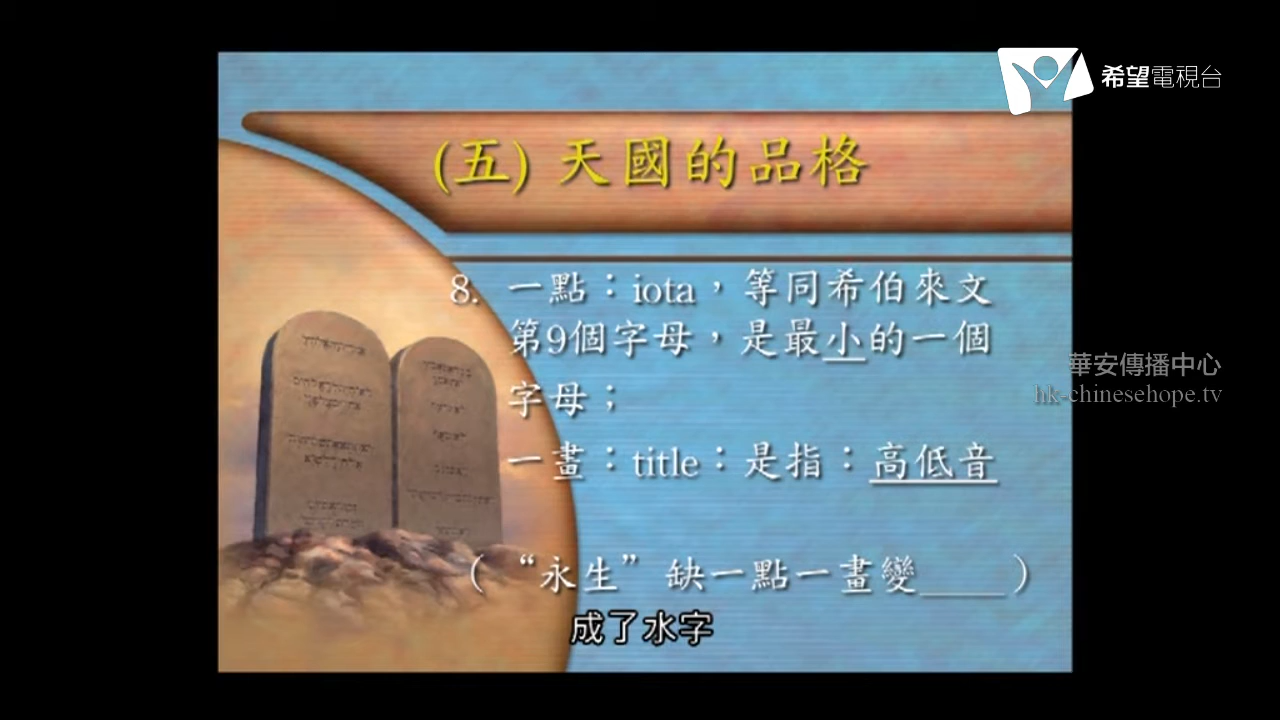 希望電視台
(五) 天國的品格
8. 一點：iota，等同希伯來文
第9個字母，是最小的一個
字母；
一畫：title：是指：高低音
（“永生”缺一點一畫變____）
成了水字
華安傳播中心
hk-chinesehope.tv